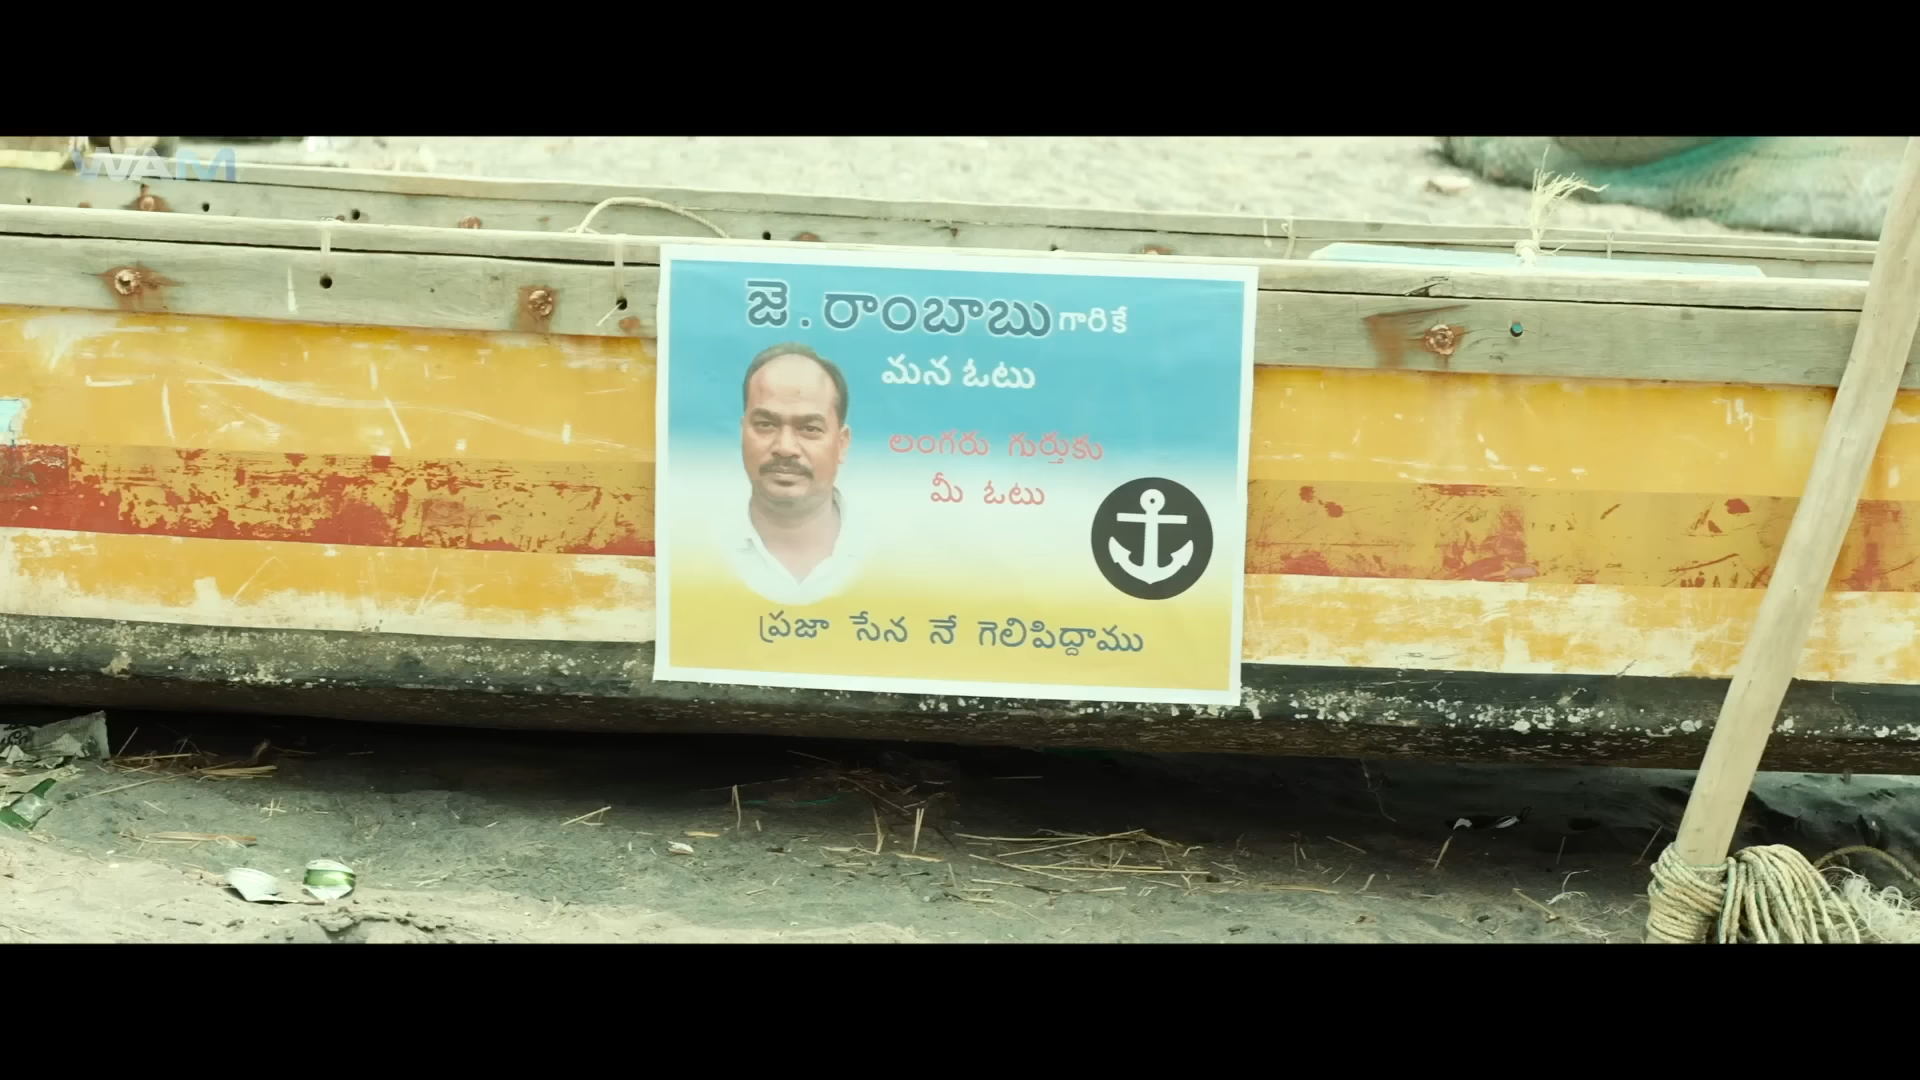 WAM
జె. రాంబాబు గారికే
మన ఓటు
లంగరు గుర్తుకు
మీ ఓటు
ప్రజా సేన నే గెలిపిద్దాము